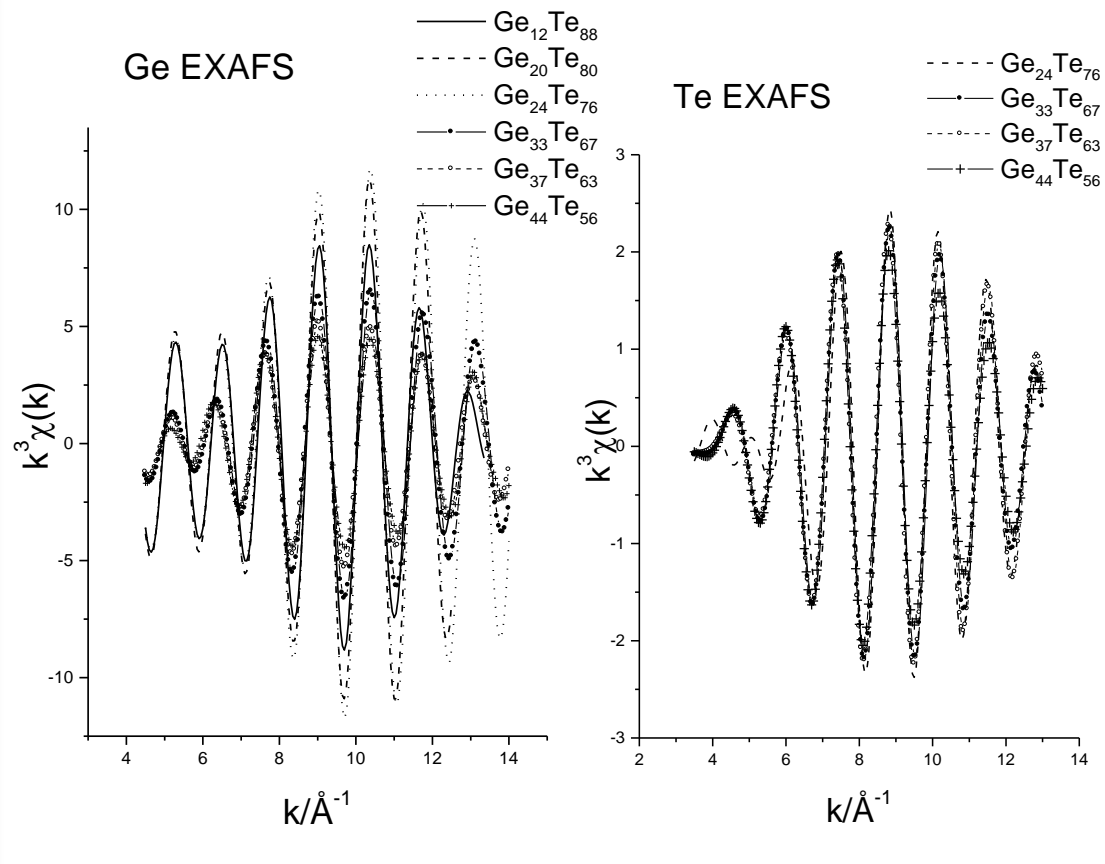 Ge EXAFS
Ge12Te88
Ge20Te80
Ge24Te76
Ge33Te67
Ge37Te63
Ge44Te56
10
5
0
-5
-10
k3χ(k)
4 6 8 10 12 14
k/Å-1
Te EXAFS
Ge24Te76
Ge33Te67
Ge37Te63
Ge44Te56
3
2
1
0
-1
-2
-3
k3χ(k)
2 4 6 8 10 12 14
k/Å-1